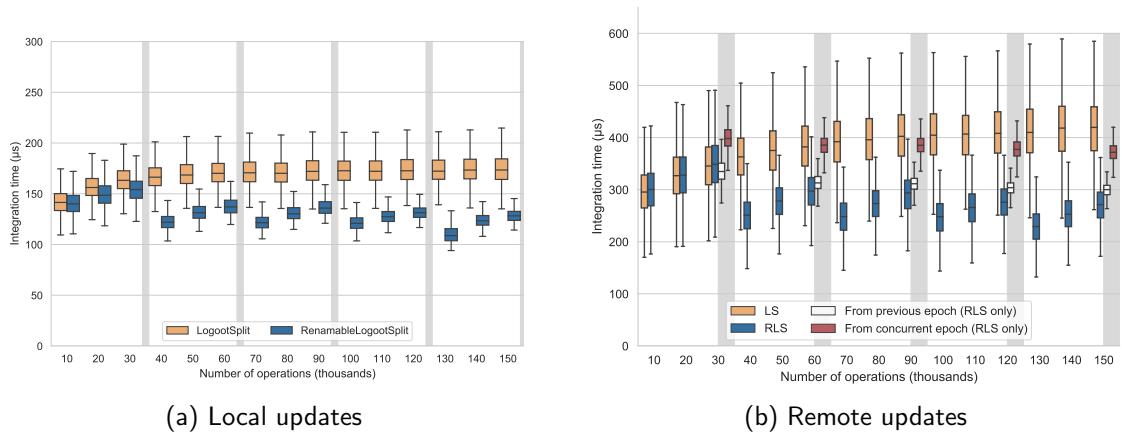 300
250
200
150
100
50
0
Integration time (µs)
LogootSplit
RenamableLogootSplit
10 20 30 40 50 60 70 80 90 100 110 120 130 140 150
Number of operations (thousands)
(a) Local updates
600
500
400
300
200
100
0
Integration time (µs)
LS
From previous epoch (RLS only)
RLS
From concurrent epoch (RLS only)
10 20 30 40 50 60 70 80 90 100 110 120 130 140 150
Number of operations (thousands)
(b) Remote updates